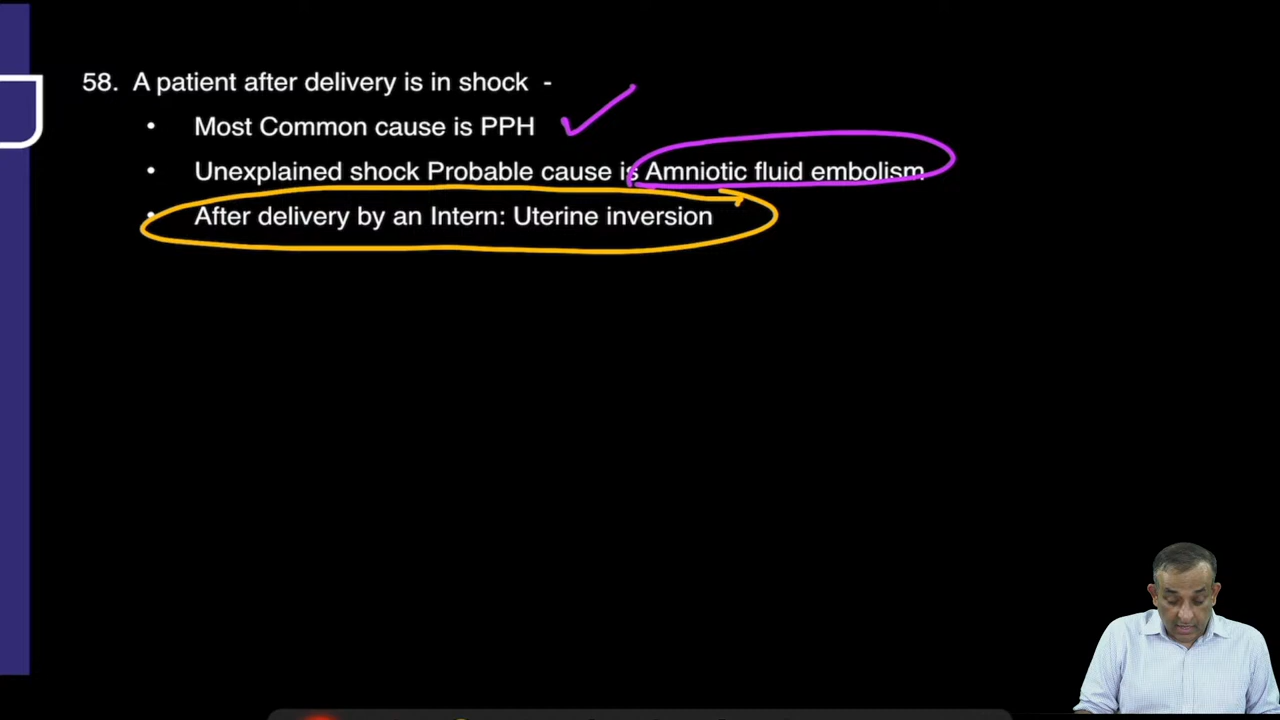 58. A patient after delivery is in shock -
• Most Common cause is PPH
• Unexplained shock Probable cause is Amniotic fluid embolism
• After delivery by an Intern: Uterine inversion